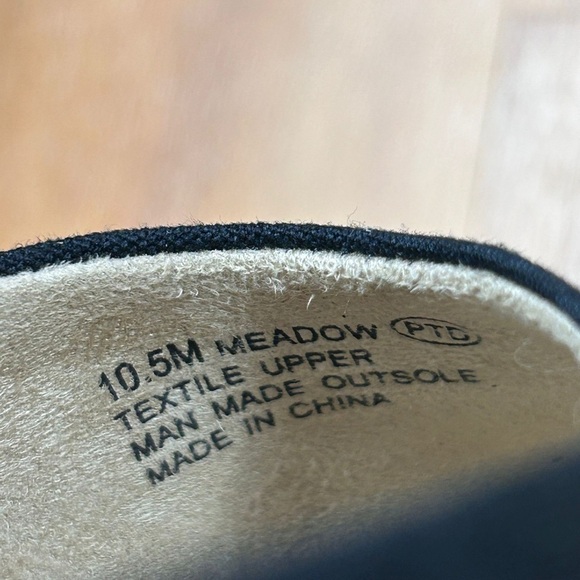 10.5M MEADOW PTD
TEXTILE UPPER
MAN MADE OUTSOLE
MADE IN CHINA